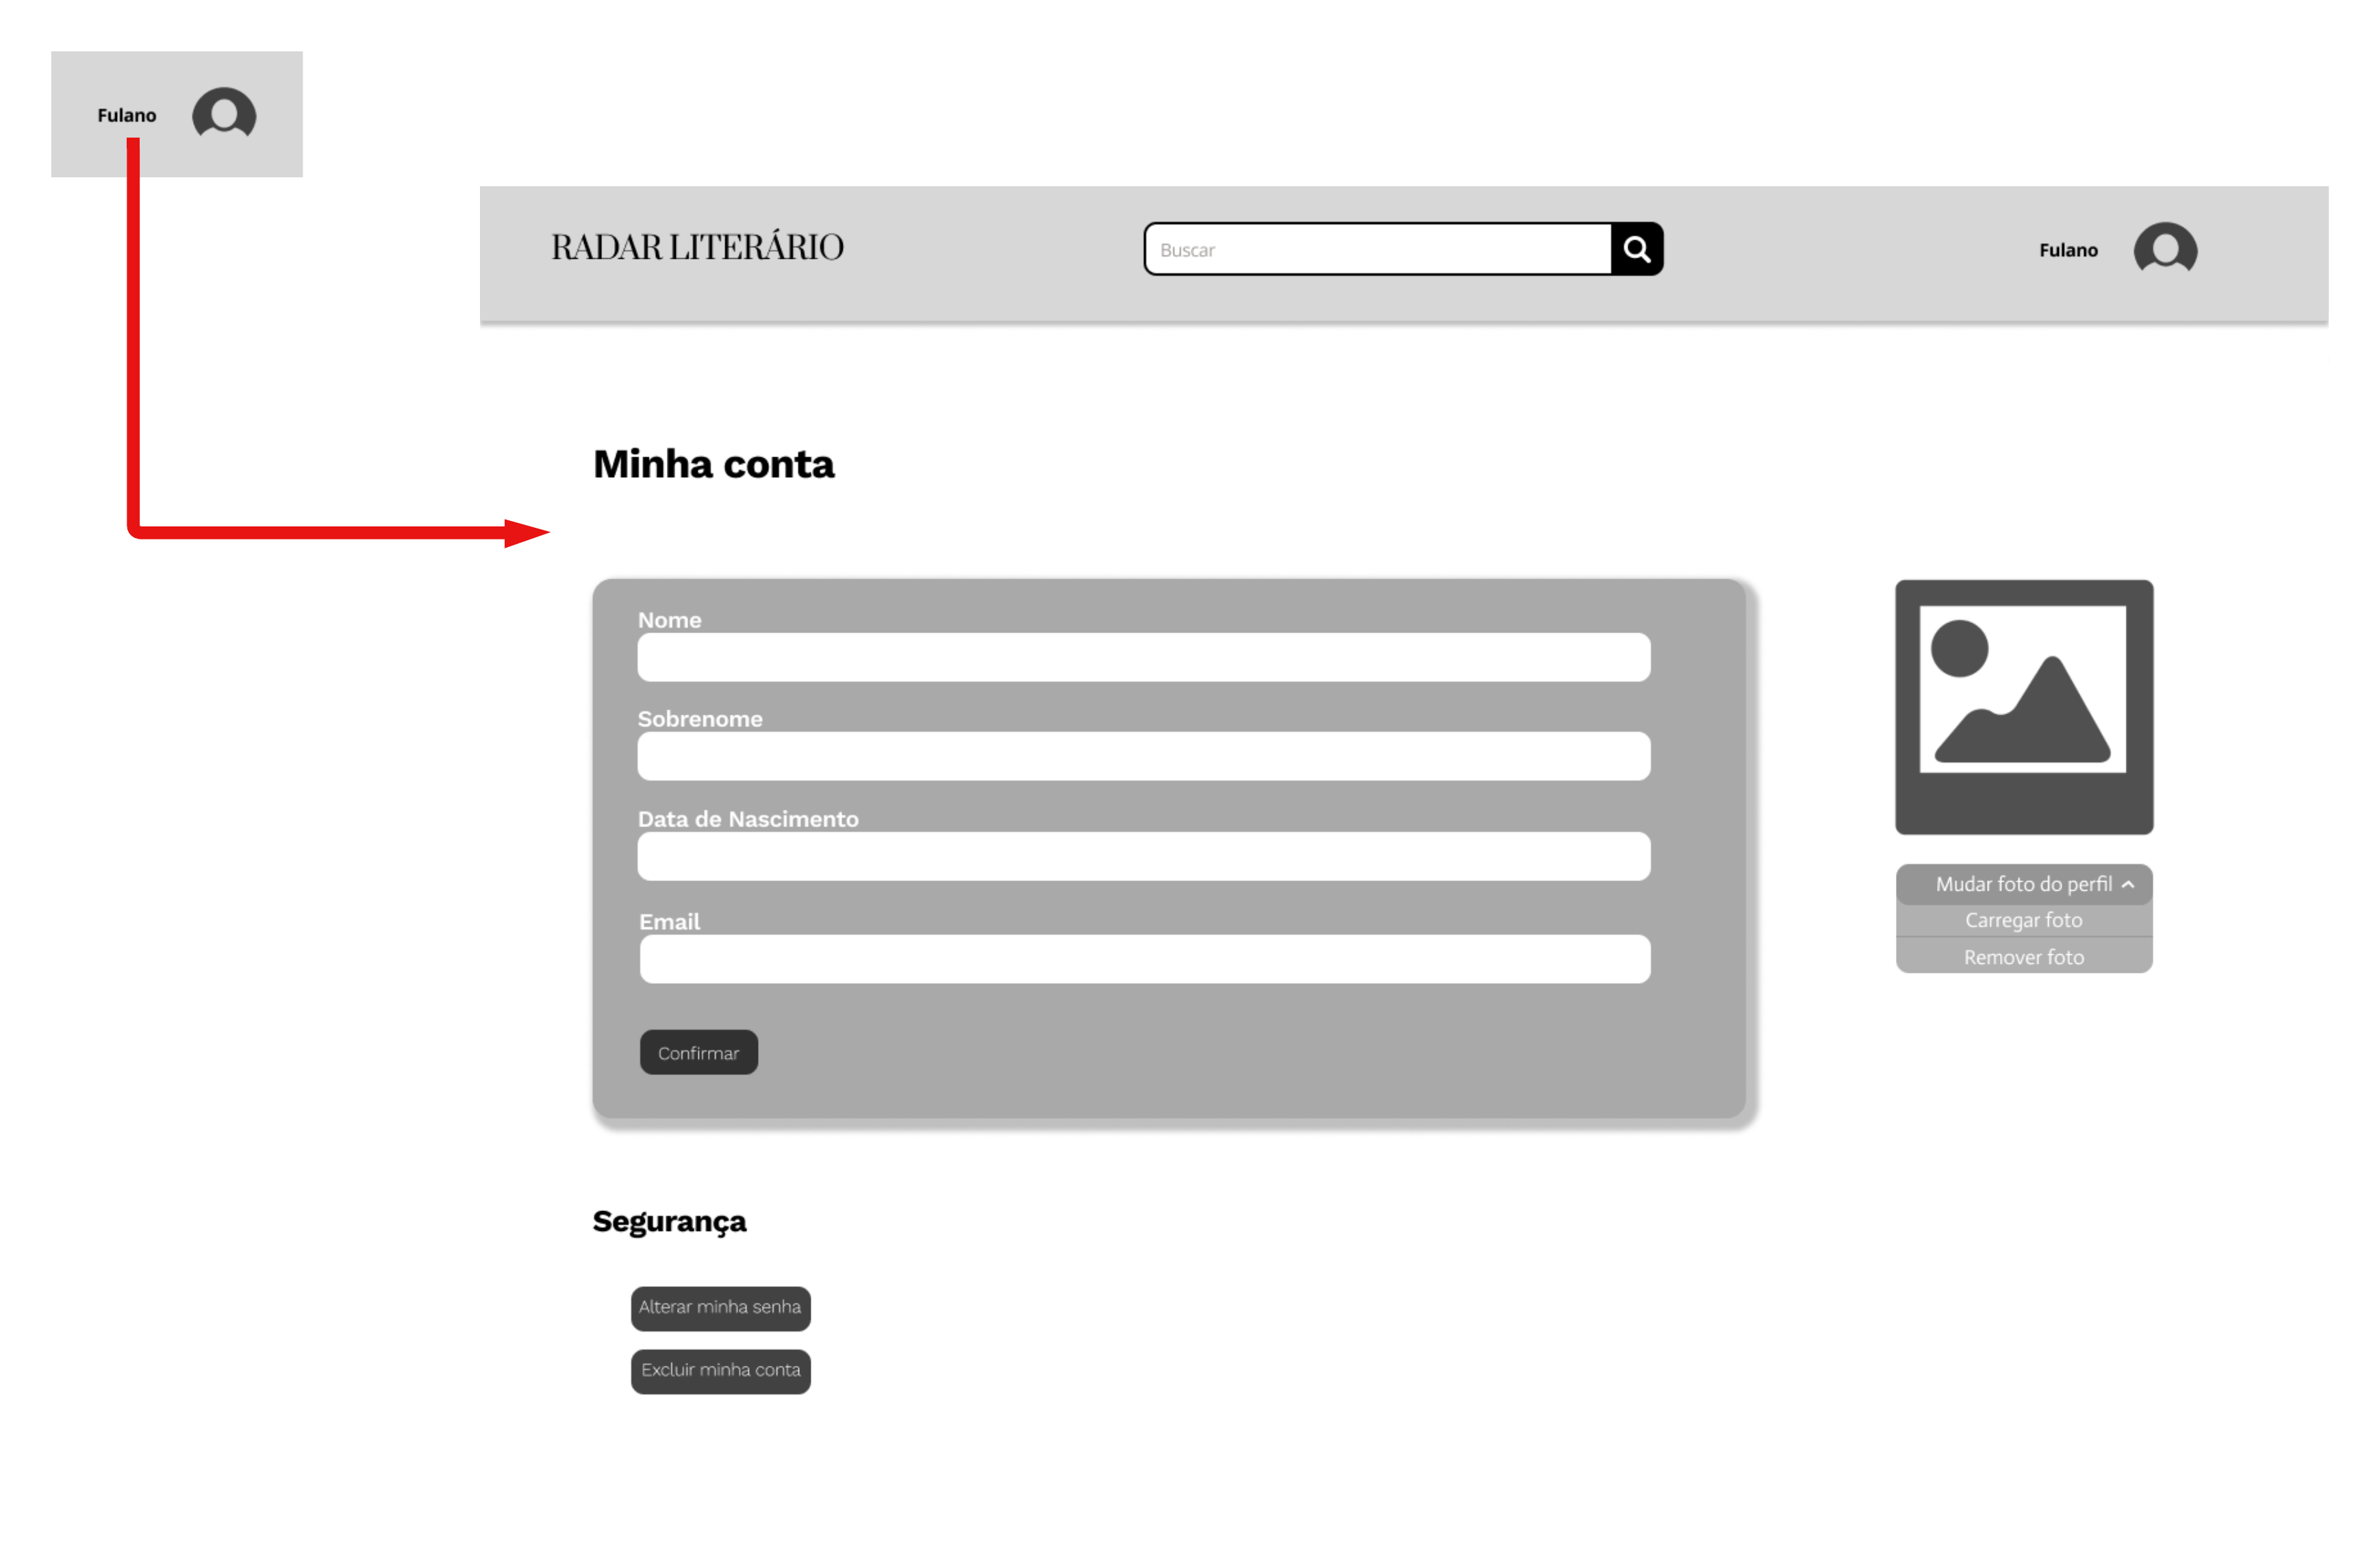 Fulano
RADAR LITERÁRIO
Buscar
Fulano
Minha conta
Nome
Sobrenome
Data de Nascimento
Email
Confirmar
Mudar foto do perfil
Carregar foto
Remover foto
Segurança
Alterar minha senha
Excluir minha conta